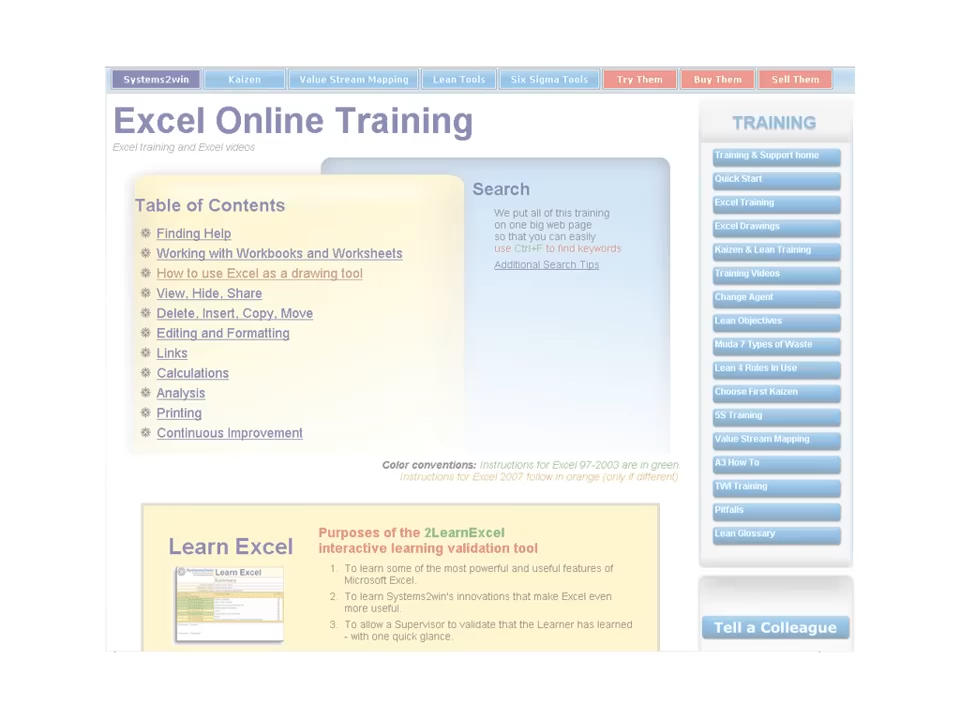 Systems2win
Kaizen
Value Stream Mapping
Lean Tools
Six Sigma Tools
Try Them
Buy Them
Sell Them
Excel Online Training
Excel training and Excel videos
Table of Contents
Finding Help
Working with Workbooks and Worksheets
How to use Excel as a drawing tool
View, Hide, Share
Delete, Insert, Copy, Move
Editing and Formatting
Links
Calculations
Analysis
Printing
Continuous Improvement
Search
We put all of this training
on one big web page
so that you can easily
use Ctrl+F to find keywords
Additional Search Tips
Color conventions: Instructions for Excel 97-2003 are in green.
Instructions for Excel 2007 follow in orange (only if different)
Learn Excel
Learn Excel
Summary
Purposes of the 2LearnExcel
interactive learning validation tool
1. To learn some of the most powerful and useful features of
Microsoft Excel.
2. To learn Systems2win's innovations that make Excel even
more useful.
3. To allow a Supervisor to validate that the Learner has learned
- with one quick glance.
TRAINING
Training & Support home
Quick Start
Excel Training
Excel Drawings
Kaizen & Lean Training
Training Videos
Change Agent
Lean Objectives
Muda 7 Types of Waste
Lean 4 Rules In Use
Choose First Kaizen
5S Training
Value Stream Mapping
A3 How To
TWI Training
Pitfalls
Lean Glossary
Tell a Colleague